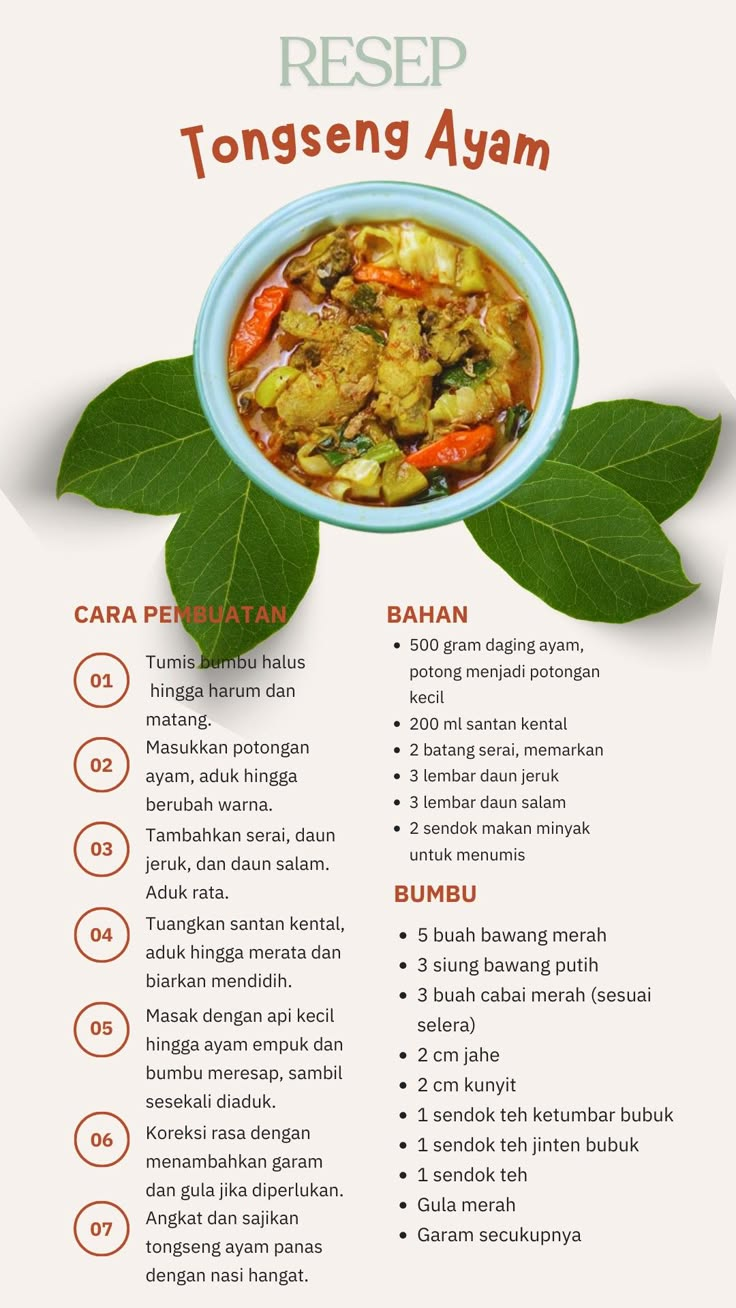 RESEP
Tongseng Ayam
CARA PEMBUATAN
01
Tumis bumbu halus
hingga harum dan
matang.
02
Masukkan potongan
ayam, aduk hingga
berubah warna.
03
Tambahkan serai, daun
jeruk, dan daun salam.
Aduk rata.
04
Tuangkan santan kental,
aduk hingga merata dan
biarkan mendidih.
05
Masak dengan api kecil
hingga ayam empuk dan
bumbu meresap, sambil
sesekali diaduk.
06
Koreksi rasa dengan
menambahkan garam
dan gula jika diperlukan.
07
Angkat dan sajikan
tongseng ayam panas
dengan nasi hangat.
BAHAN
• 500 gram daging ayam,
potong menjadi potongan
kecil
• 200 ml santan kental
• 2 batang serai, memarkan
• 3 lembar daun jeruk
• 3 lembar daun salam
• 2 sendok makan minyak
untuk menumis
BUMBU
• 5 buah bawang merah
• 3 siung bawang putih
• 3 buah cabai merah (sesuai
selera)
• 2 cm jahe
• 2 cm kunyit
• 1 sendok teh ketumbar bubuk
• 1 sendok teh jinten bubuk
• 1 sendok teh
• Gula merah
• Garam secukupnya